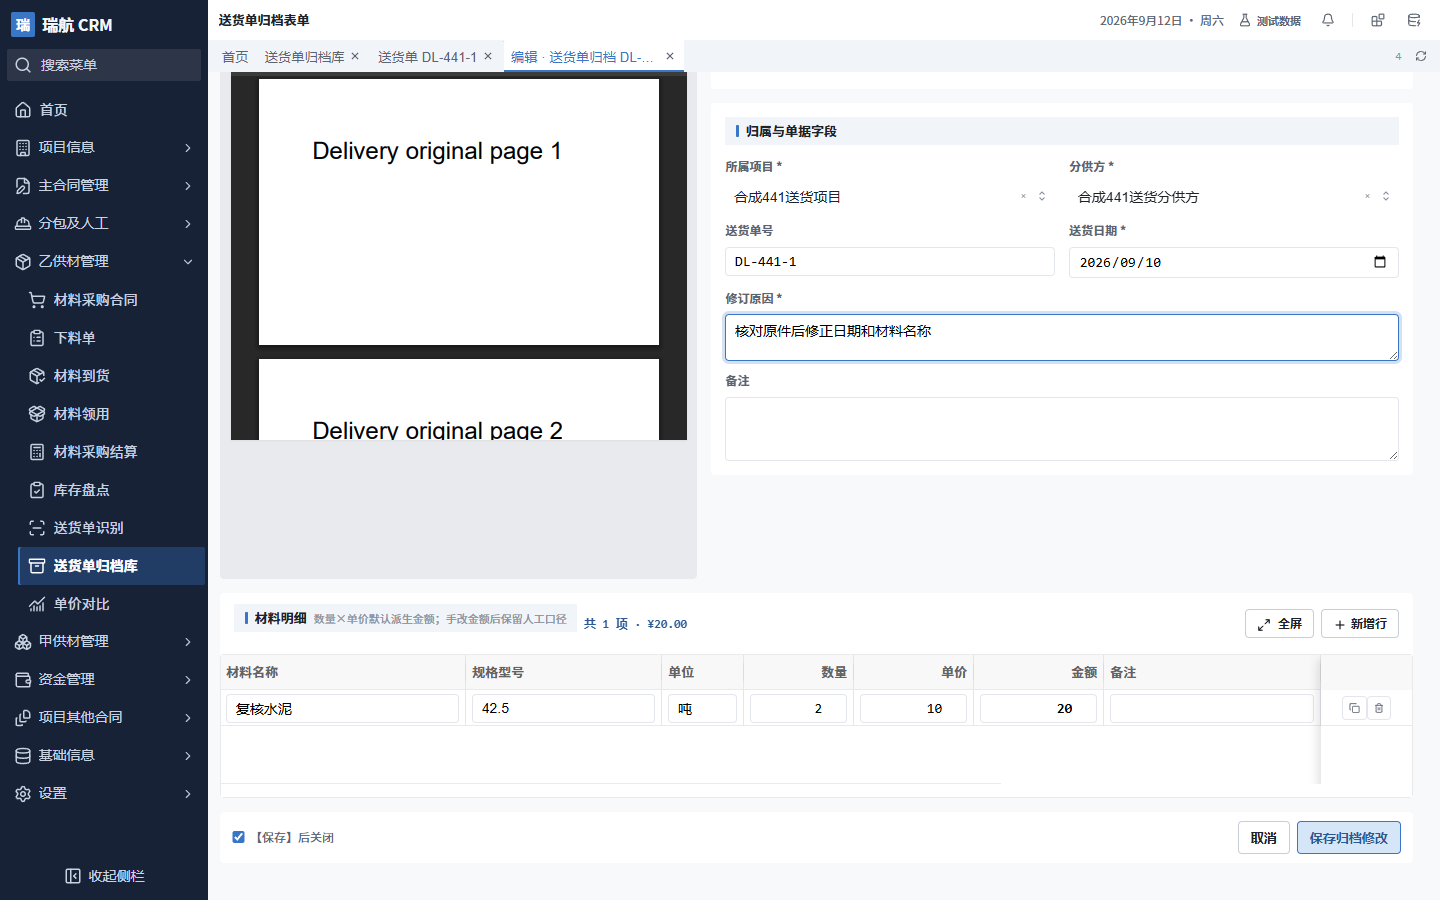 瑞 瑞航 CRM
搜索菜单
首页
项目信息
主合同管理
分包及人工
乙供材管理
材料采购合同
下料单
材料到货
材料领用
材料采购结算
库存盘点
送货单识别
送货单归档库
单价对比
甲供材管理
资金管理
项目其他合同
基础信息
设置
收起侧栏
送货单归档表单
2026年9月12日 · 周六 测试数据
首页 送货单归档库 送货单 DL-441-1 编辑 · 送货单归档 DL-... 4
Delivery original page 1
Delivery original page 2
归属与单据字段
所属项目 * 分供方 *
合成441送货项目 合成441送货分供方
送货单号 送货日期 *
DL-441-1 2026/09/10
修订原因 *
核对原件后修正日期和材料名称
备注
材料明细 数量×单价默认派生金额；手改金额后保留人工口径 共 1 项 · ¥20.00 全屏 新增行
材料名称 规格型号 单位 数量 单价 金额 备注
复核水泥 42.5 吨 2 10 20
【保存】后关闭 取消 保存归档修改